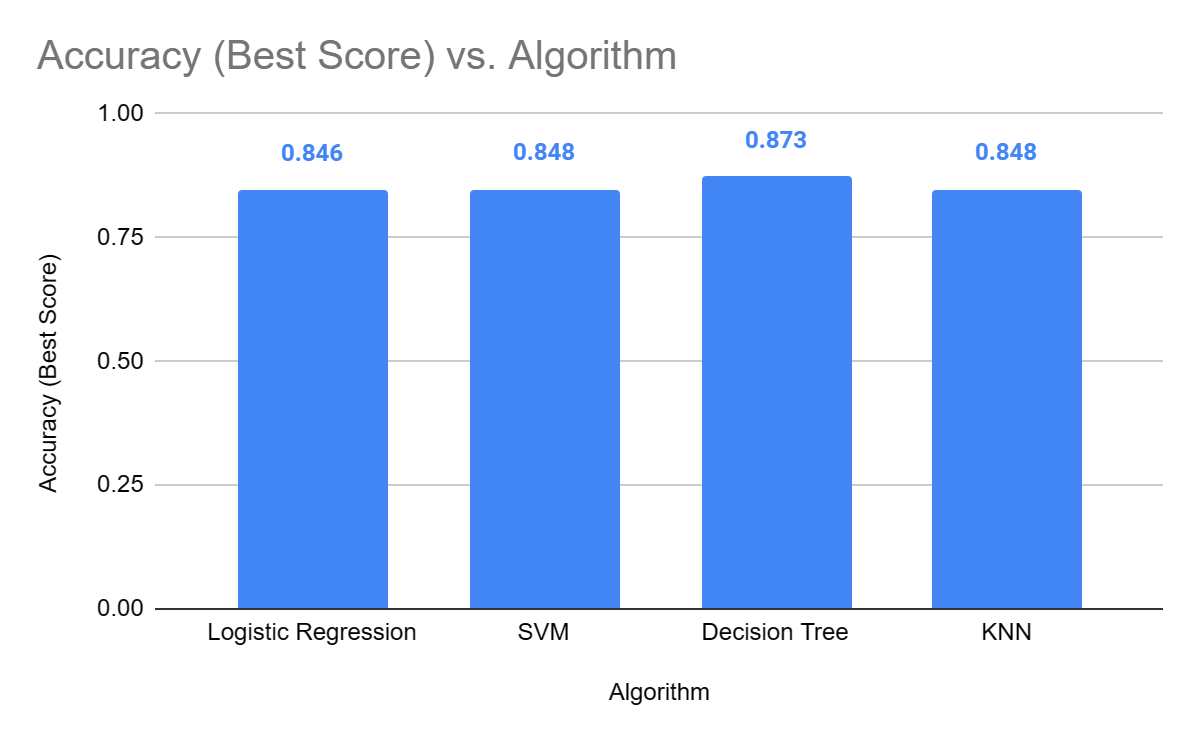 Accuracy (Best Score) vs. Algorithm
1.00
0.75
0.50
0.25
0.00
Accuracy (Best Score)
0.846
0.848
0.873
0.848
Logistic Regression
SVM
Decision Tree
KNN
Algorithm